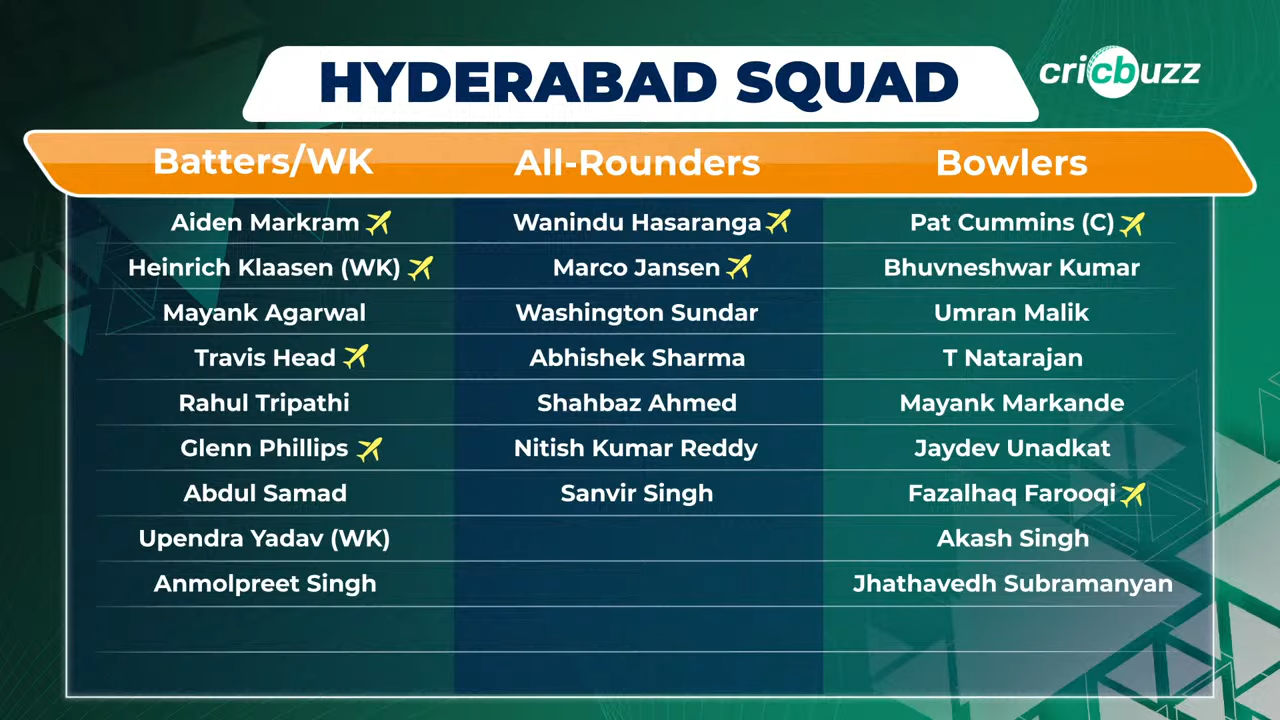 HYDERABAD SQUAD
cricbuzz
Batters/WK
All-Rounders
Bowlers
Aiden Markram
Wanindu Hasaranga
Pat Cummins (C)
Heinrich Klaasen (WK)
Marco Jansen
Bhuvneshwar Kumar
Mayank Agarwal
Washington Sundar
Umran Malik
Travis Head
Abhishek Sharma
T Natarajan
Rahul Tripathi
Shahbaz Ahmed
Mayank Markande
Glenn Phillips
Nitish Kumar Reddy
Jaydev Unadkat
Abdul Samad
Sanvir Singh
Fazalhaq Farooqi
Upendra Yadav (WK)
Akash Singh
Anmolpreet Singh
Jhathavedh Subramanyan